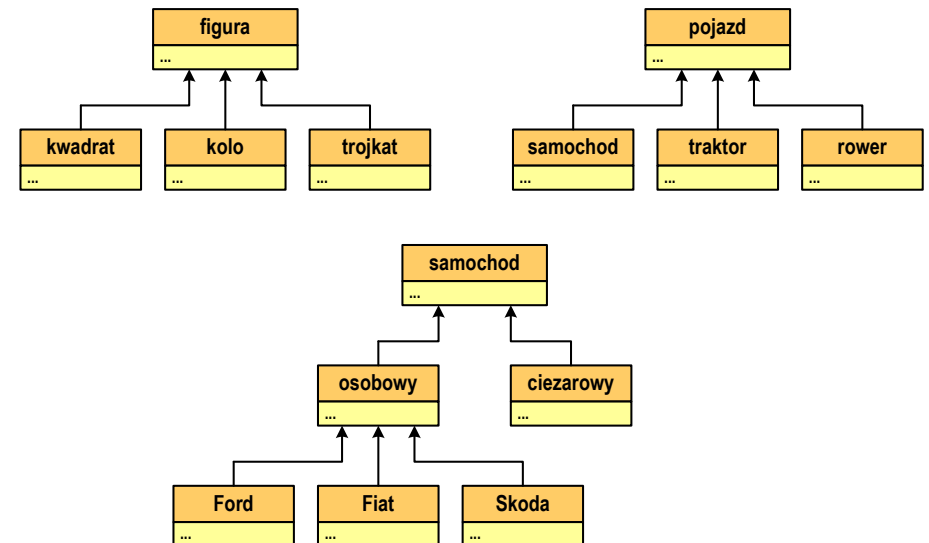 figura
...
kwadrat
...
kolo
...
trojkat
...
pojazd
...
samochod
...
traktor
...
rower
...
samochod
...
osobowy
...
ciezarowy
...
Ford
...
Fiat
...
Skoda
...